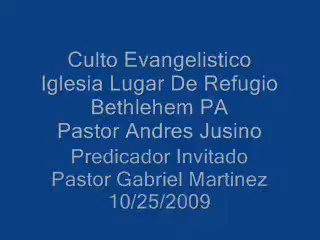 Culto Evangelistico
Iglesia Lugar De Refugio
Bethlehem PA
Pastor Andres Jusino
Predicador Invitado
Pastor Gabriel Martinez
10/25/2009